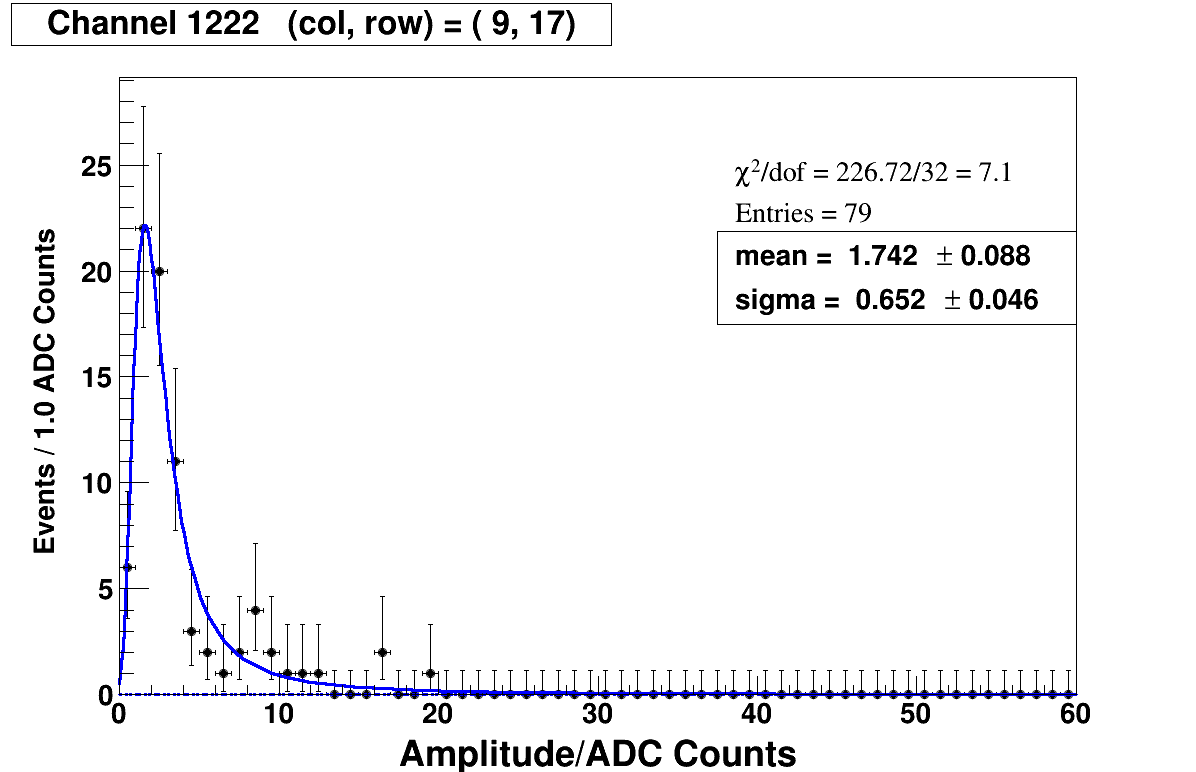 Channel 1222 (col, row) = ( 9, 17)
χ²/dof = 226.72/32 = 7.1
Entries = 79
mean = 1.742 ± 0.088
sigma = 0.652 ± 0.046
Events / 1.0 ADC Counts
25
20
15
10
5
0
0 10 20 30 40 50 60
Amplitude/ADC Counts